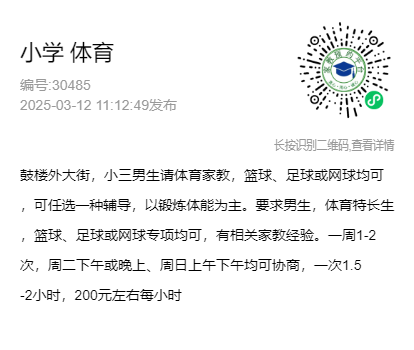 小学 体育
编号:30485
2025-03-12 11:12:49发布
长按识别二维码,查看详情
鼓楼外大街，小三男生请体育家教，篮球、足球或网球均可
，可任选一种辅导，以锻炼体能为主。要求男生，体育特长生
，篮球、足球或网球专项均可，有相关家教经验。一周1-2
次，周二下午或晚上、周日上午下午均可协商，一次1.5
-2小时，200元左右每小时